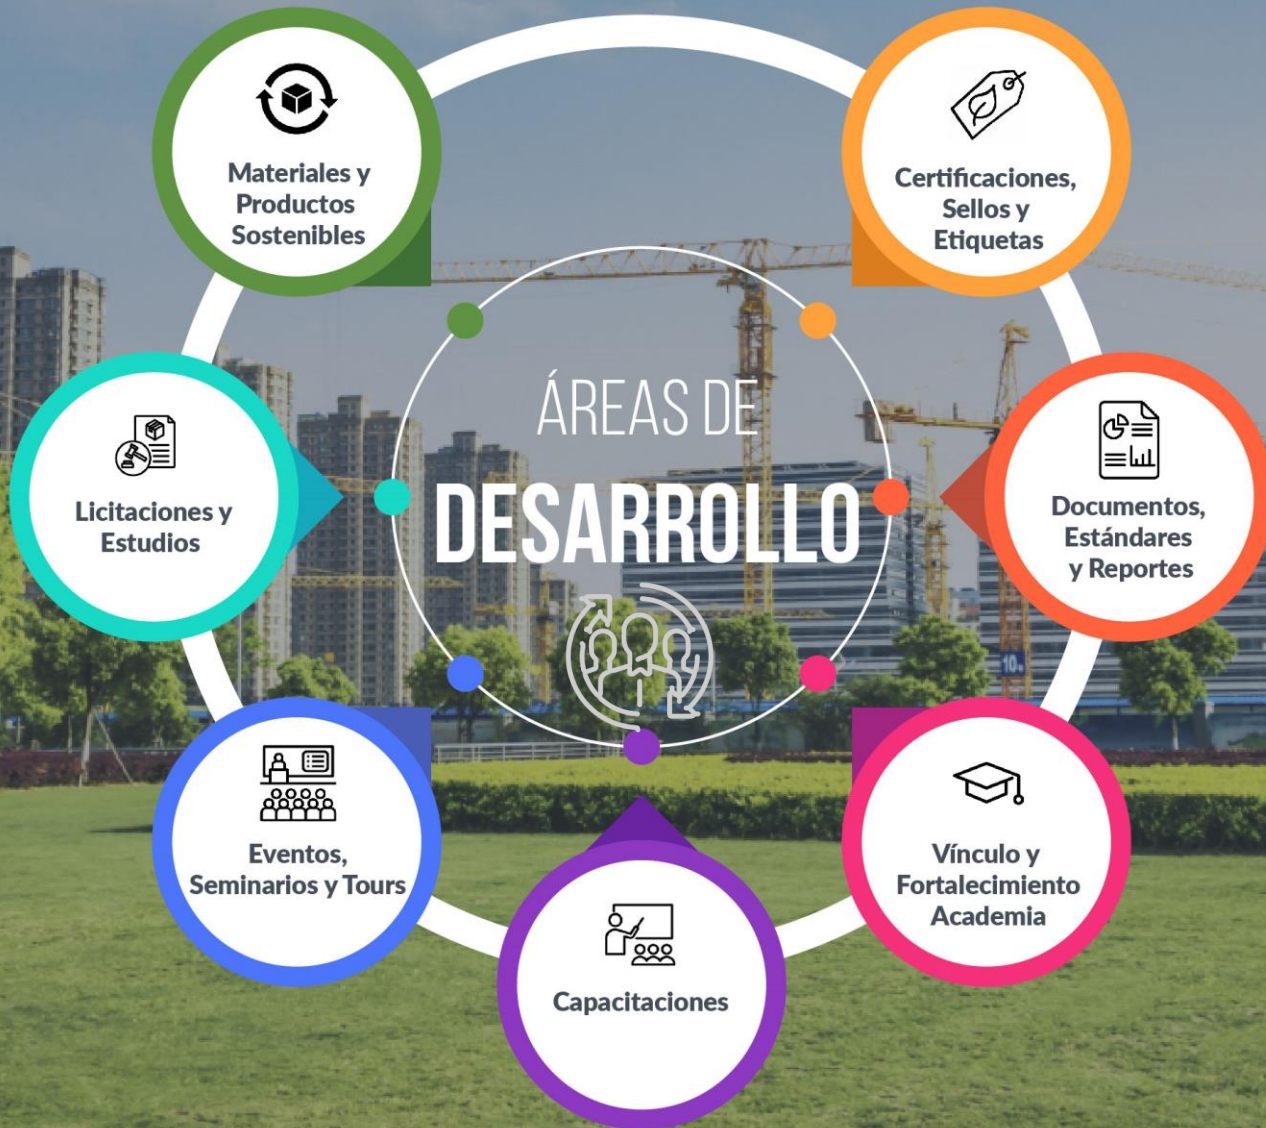 ÁREAS DE
DESARROLLO
Materiales y
Productos
Sostenibles
Certificaciones,
Sellos y
Etiquetas
Licitaciones y
Estudios
Documentos,
Estándares
y Reportes
Eventos,
Seminarios y Tours
Vínculo y
Fortalecimiento
Academia
Capacitaciones
10